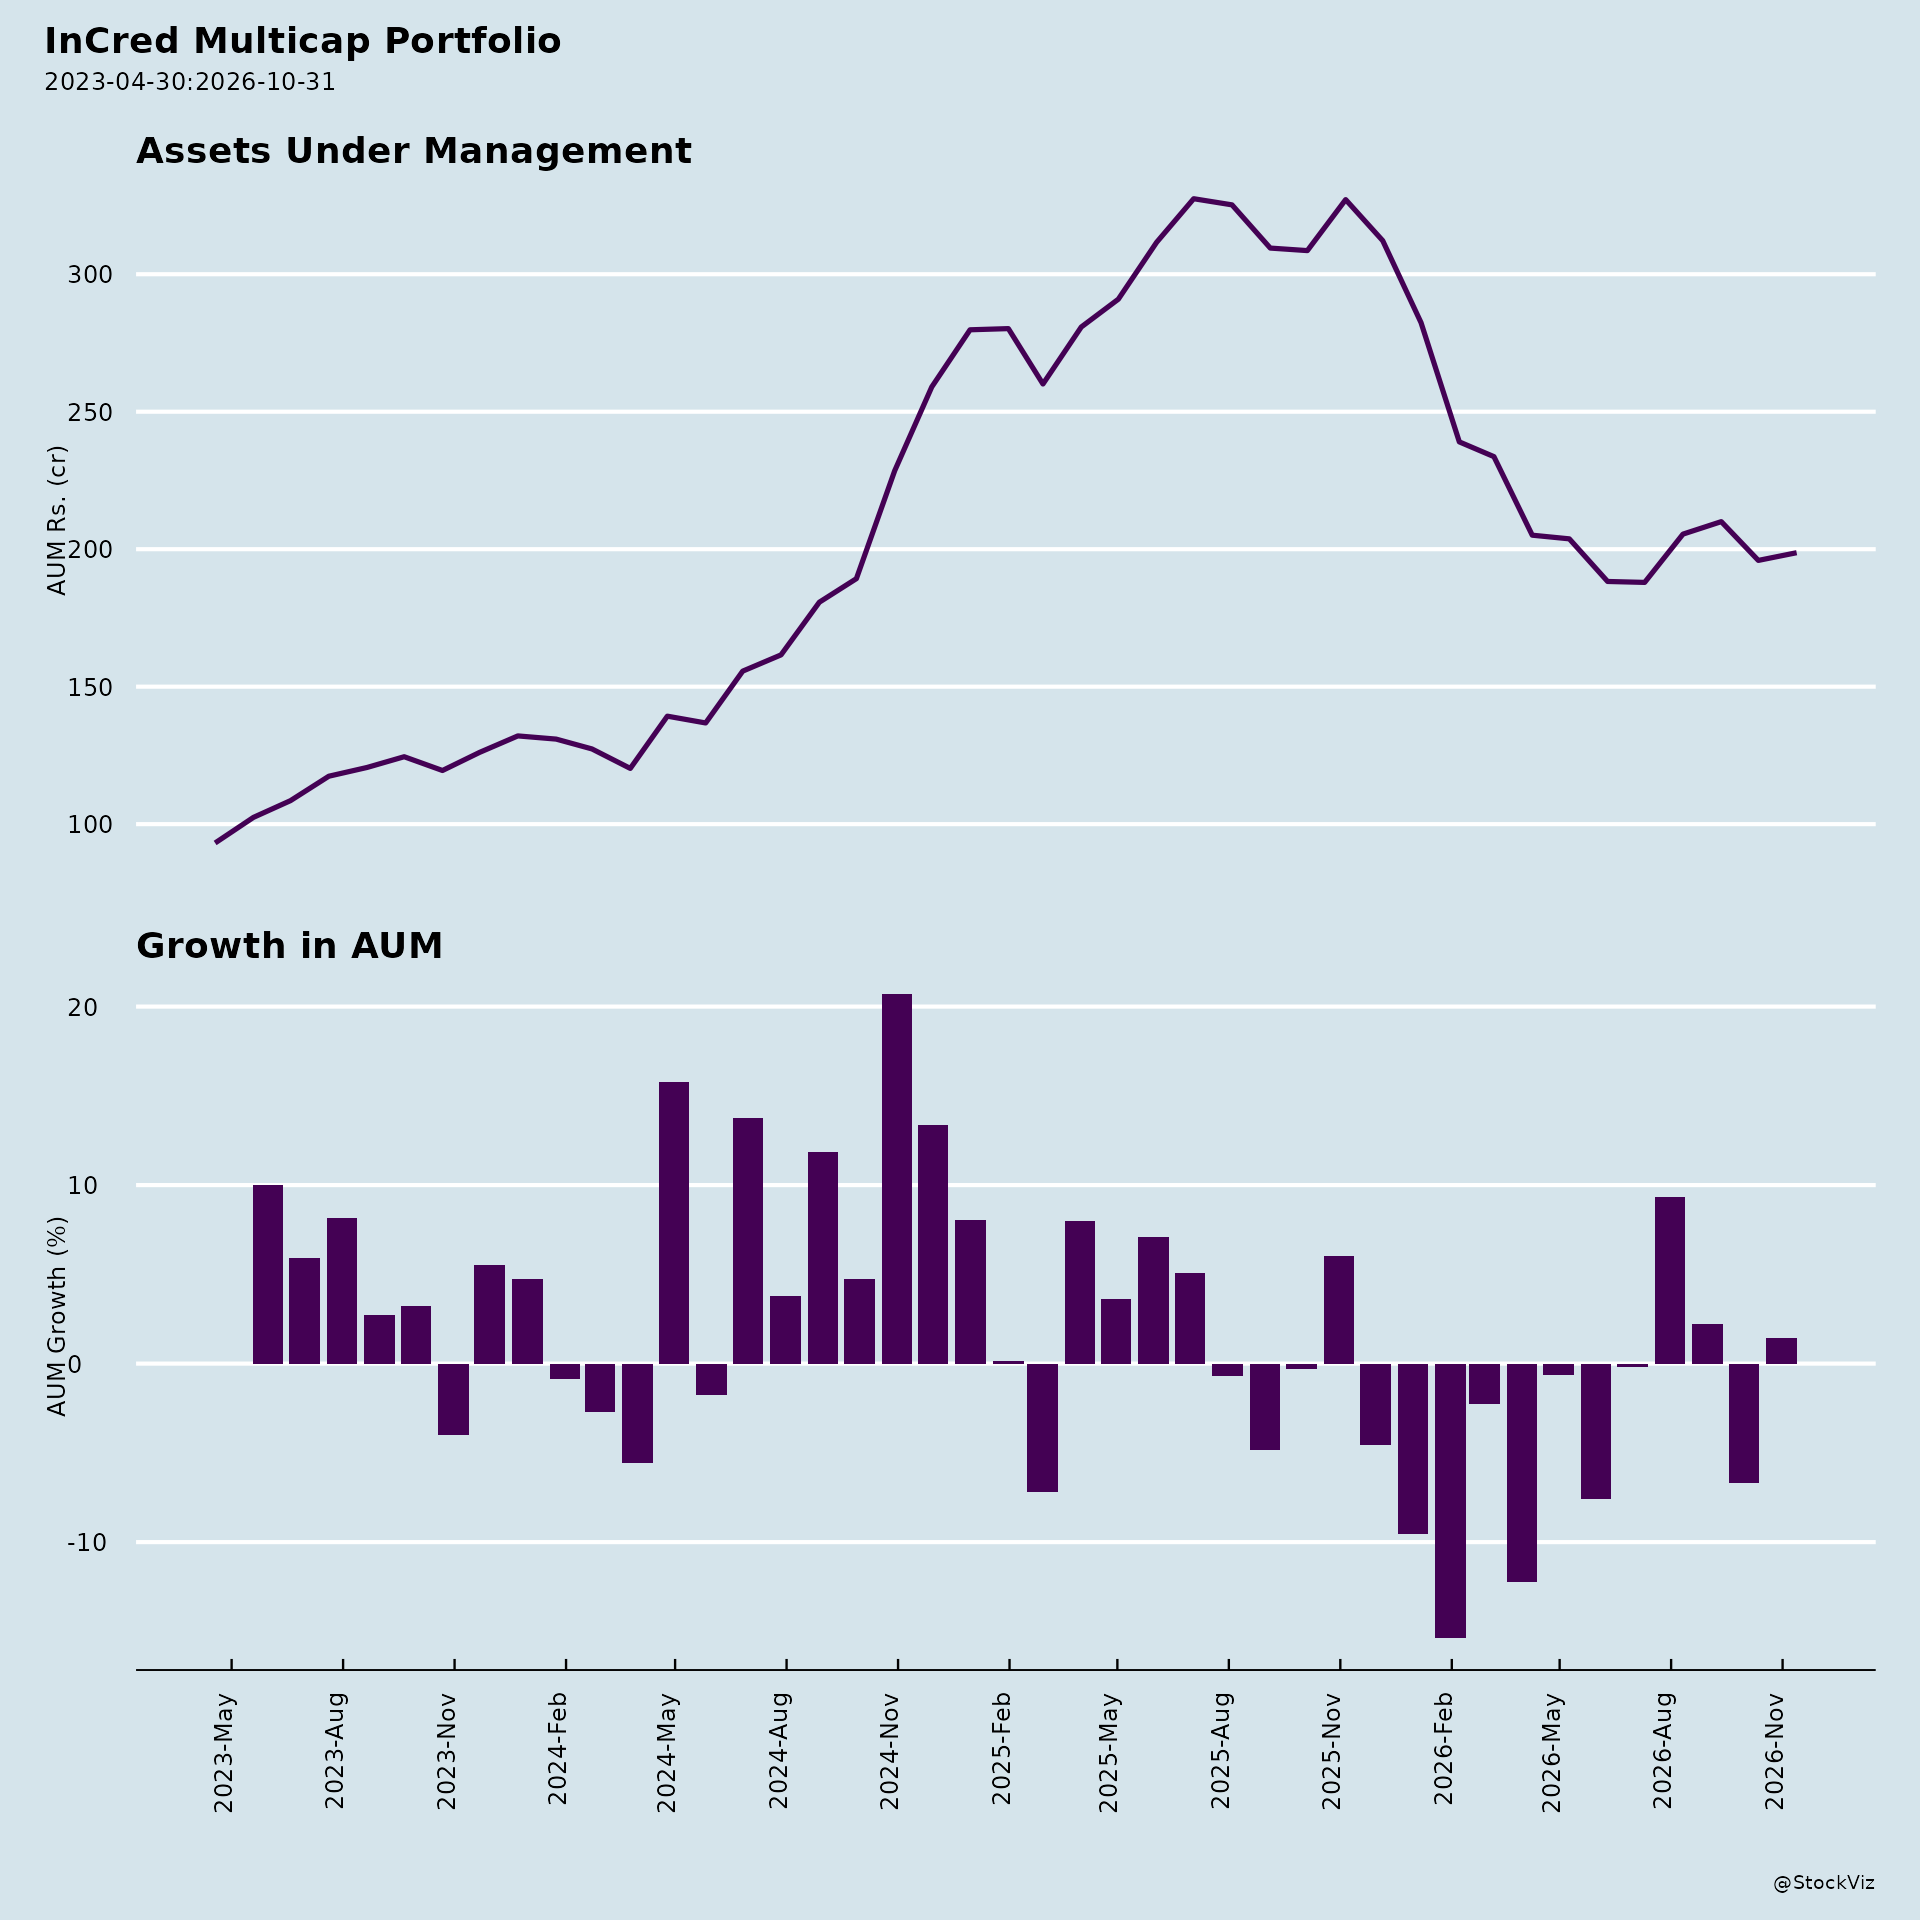 InCred Multicap Portfolio
2023-04-30:2026-10-31
Assets Under Management
AUM Rs. (cr)
300
250
200
150
100
Growth in AUM
AUM Growth (%)
20
10
0
-10
2023-May
2023-Aug
2023-Nov
2024-Feb
2024-May
2024-Aug
2024-Nov
2025-Feb
2025-May
2025-Aug
2025-Nov
2026-Feb
2026-May
2026-Aug
2026-Nov
@StockViz